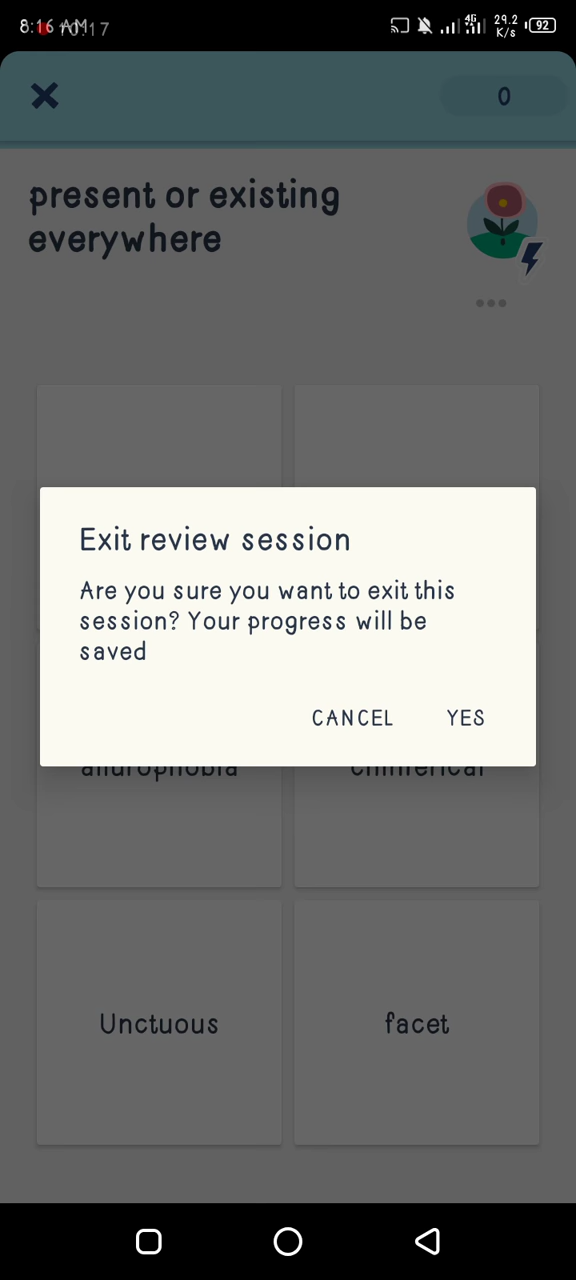 8:16 AM
29.2
K/s
4G
92
0
present or existing
everywhere
Exit review session
Are you sure you want to exit this
session? Your progress will be
saved
CANCEL YES
Unctuous facet